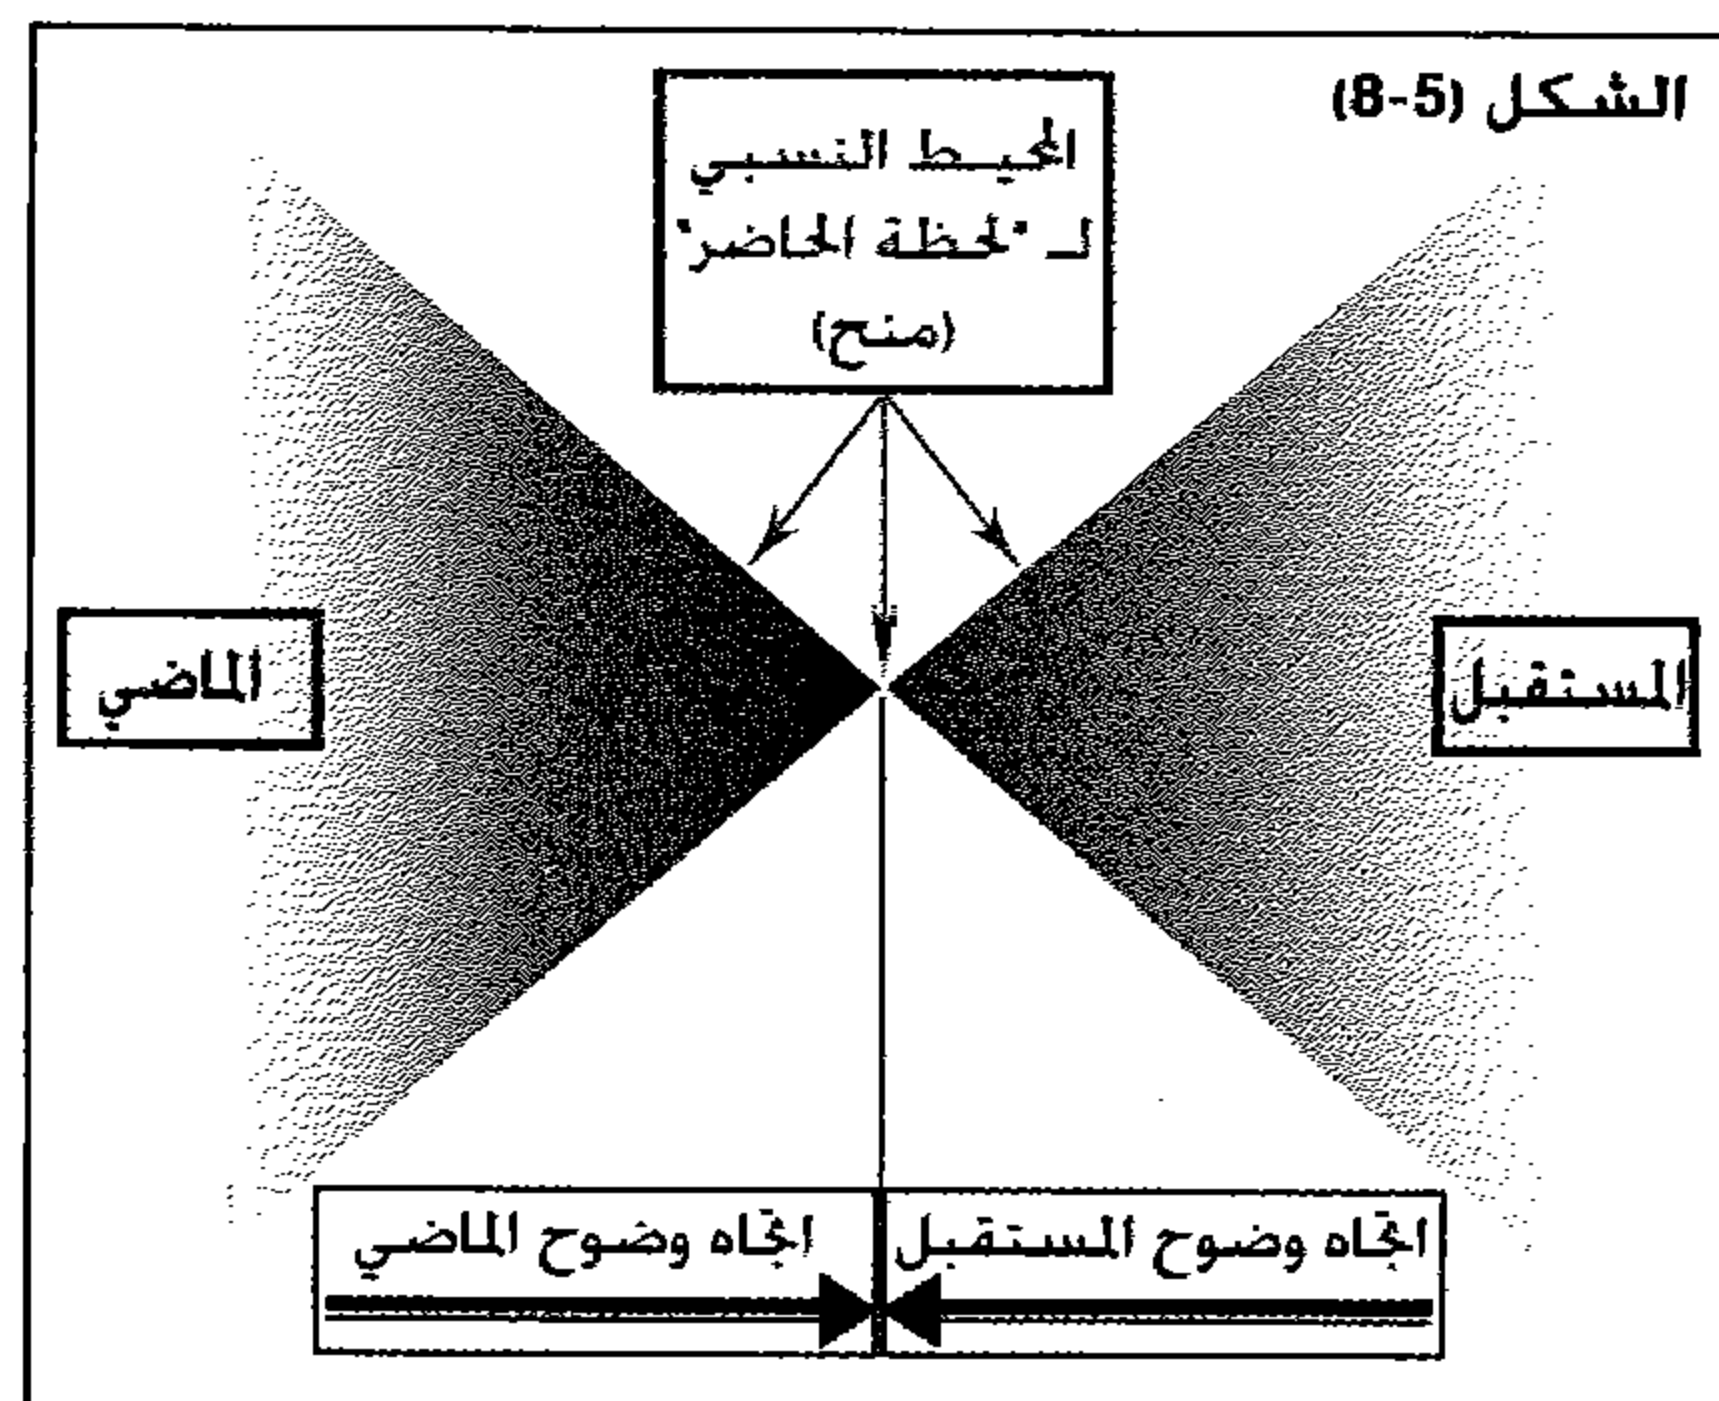 الشكل (5-8)
المحيط النسبي
لـ "لحظة الحاضر"
(منح)
المستقبل
الماضي
اتجاه وضوح المستقبل
اتجاه وضوح الماضي